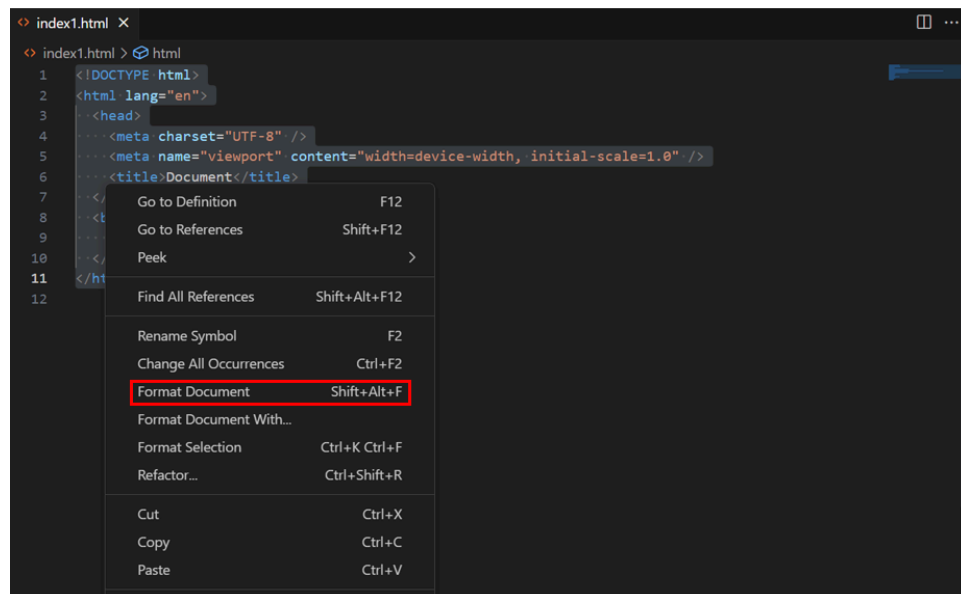 index1.html
index1.html > html
1 <!DOCTYPE html>
2 <html lang="en">
3 <head>
4 <meta charset="UTF-8" />
5 <meta name="viewport" content="width=device-width, initial-scale=1.0" />
6 <title>Document</title>
7 </
8 <b
9
10 </
11 </ht
12
Go to Definition F12
Go to References Shift+F12
Peek >
Find All References Shift+Alt+F12
Rename Symbol F2
Change All Occurrences Ctrl+F2
Format Document Shift+Alt+F
Format Document With...
Format Selection Ctrl+K Ctrl+F
Refactor... Ctrl+Shift+R
Cut Ctrl+X
Copy Ctrl+C
Paste Ctrl+V